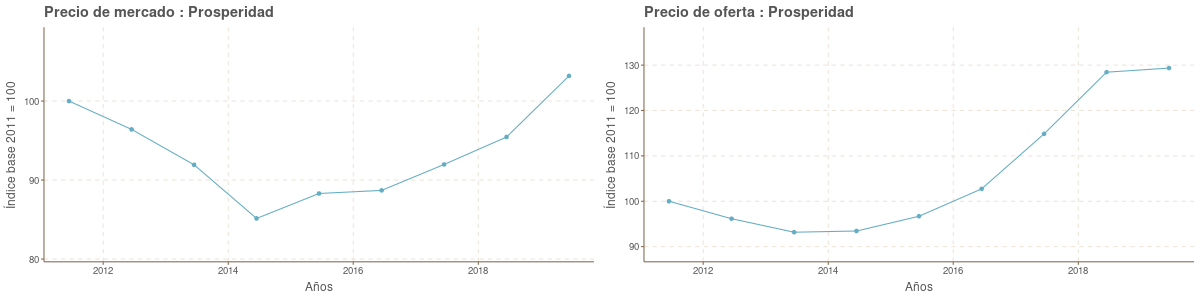 Precio de mercado : Prosperidad
Índice base 2011 = 100
100
90
80
2012
2014
2016
2018
Años
Precio de oferta : Prosperidad
Índice base 2011 = 100
130
120
110
100
90
2012
2014
2016
2018
Años